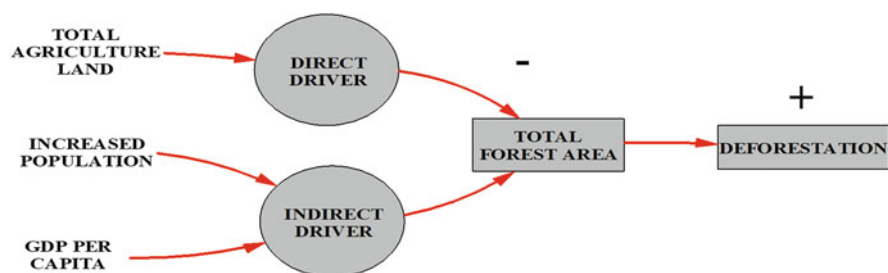 TOTAL
AGRICULTURE
LAND
DIRECT
DRIVER
-
+
TOTAL
FOREST AREA
DEFORESTATION
INCREASED
POPULATION
INDIRECT
DRIVER
GDP PER
CAPITA